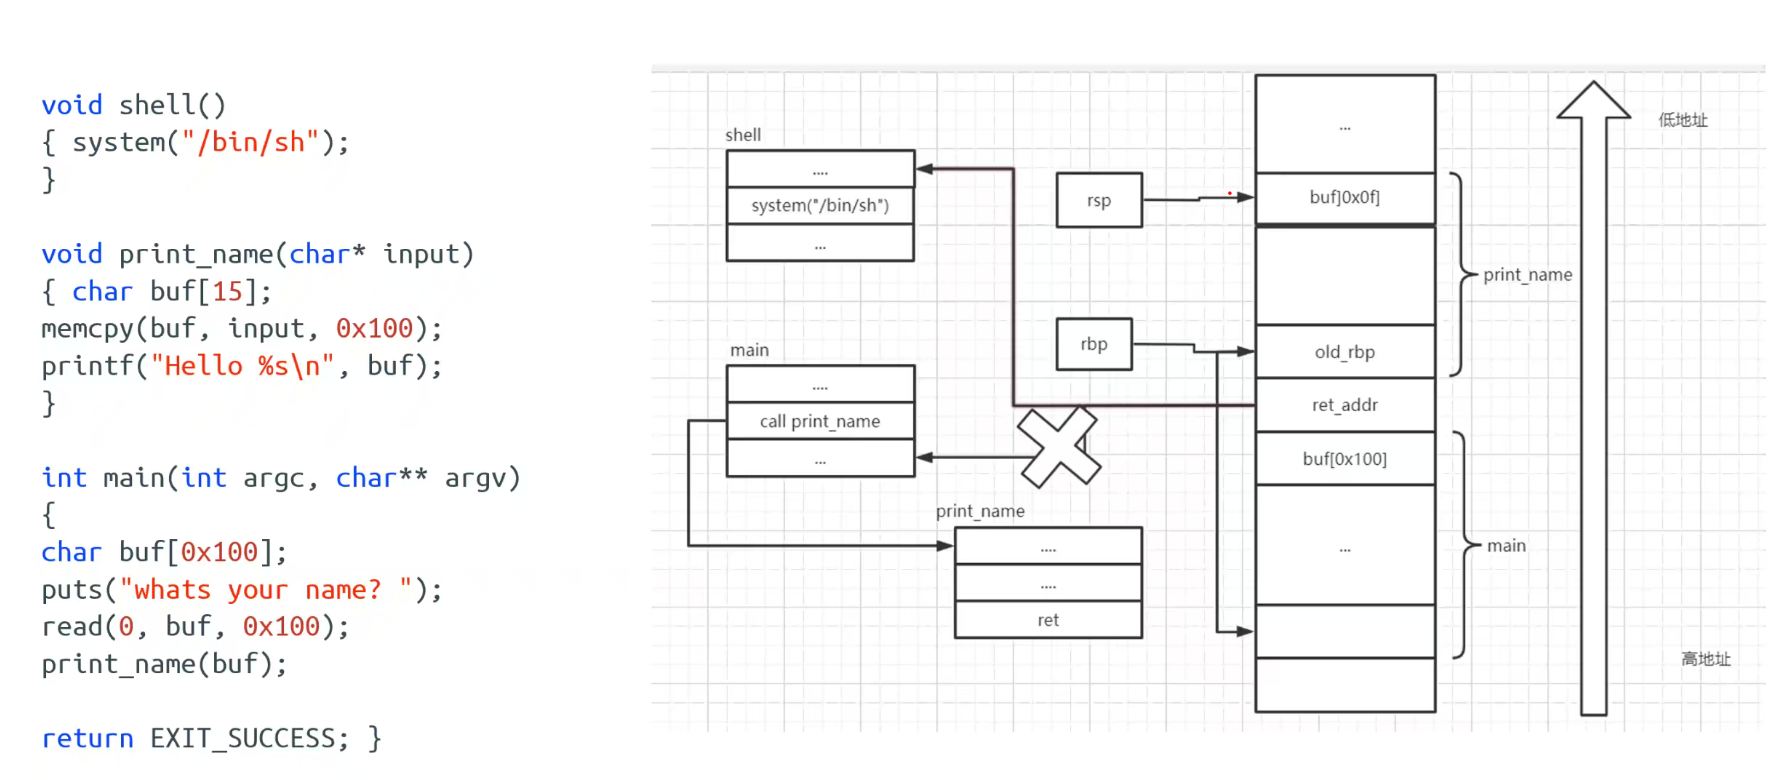 void shell()
{ system("/bin/sh");
}
void print_name(char* input)
{ char buf[15];
memcpy(buf, input, 0x100);
printf("Hello %s\n", buf);
}
int main(int argc, char** argv)
{
char buf[0x100];
puts("whats your name? ");
read(0, buf, 0x100);
print_name(buf);
return EXIT_SUCCESS; }
shell
....
system("/bin/sh")
...
main
....
call print_name
...
print_name
....
....
ret
rsp
rbp
...
buf]0x0f]
old_rbp
ret_addr
buf[0x100]
...
print_name
main
低地址
高地址